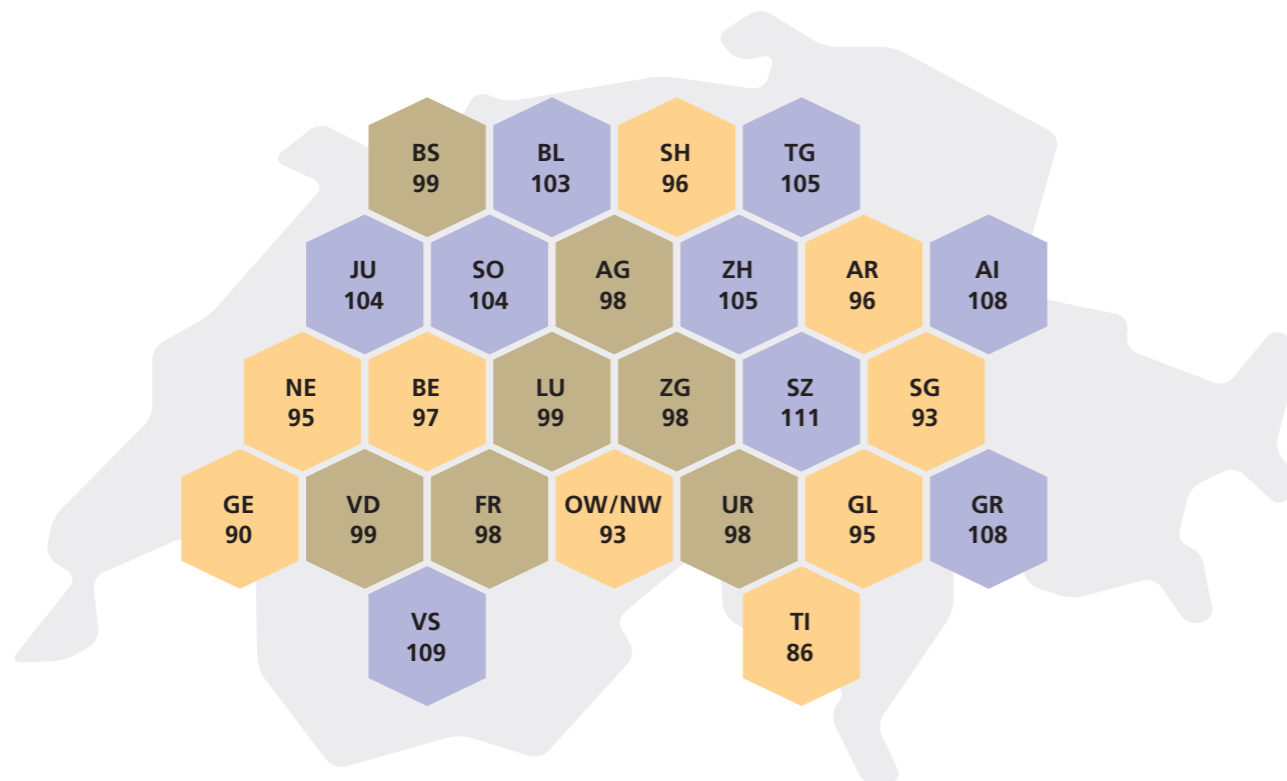 BS
99
BL
103
SH
96
TG
105
JU
104
SO
104
AG
98
ZH
105
AR
96
AI
108
NE
95
BE
97
LU
99
ZG
98
SZ
111
SG
93
GE
90
VD
99
FR
98
OW/NW
93
UR
98
GL
95
GR
108
VS
109
TI
86